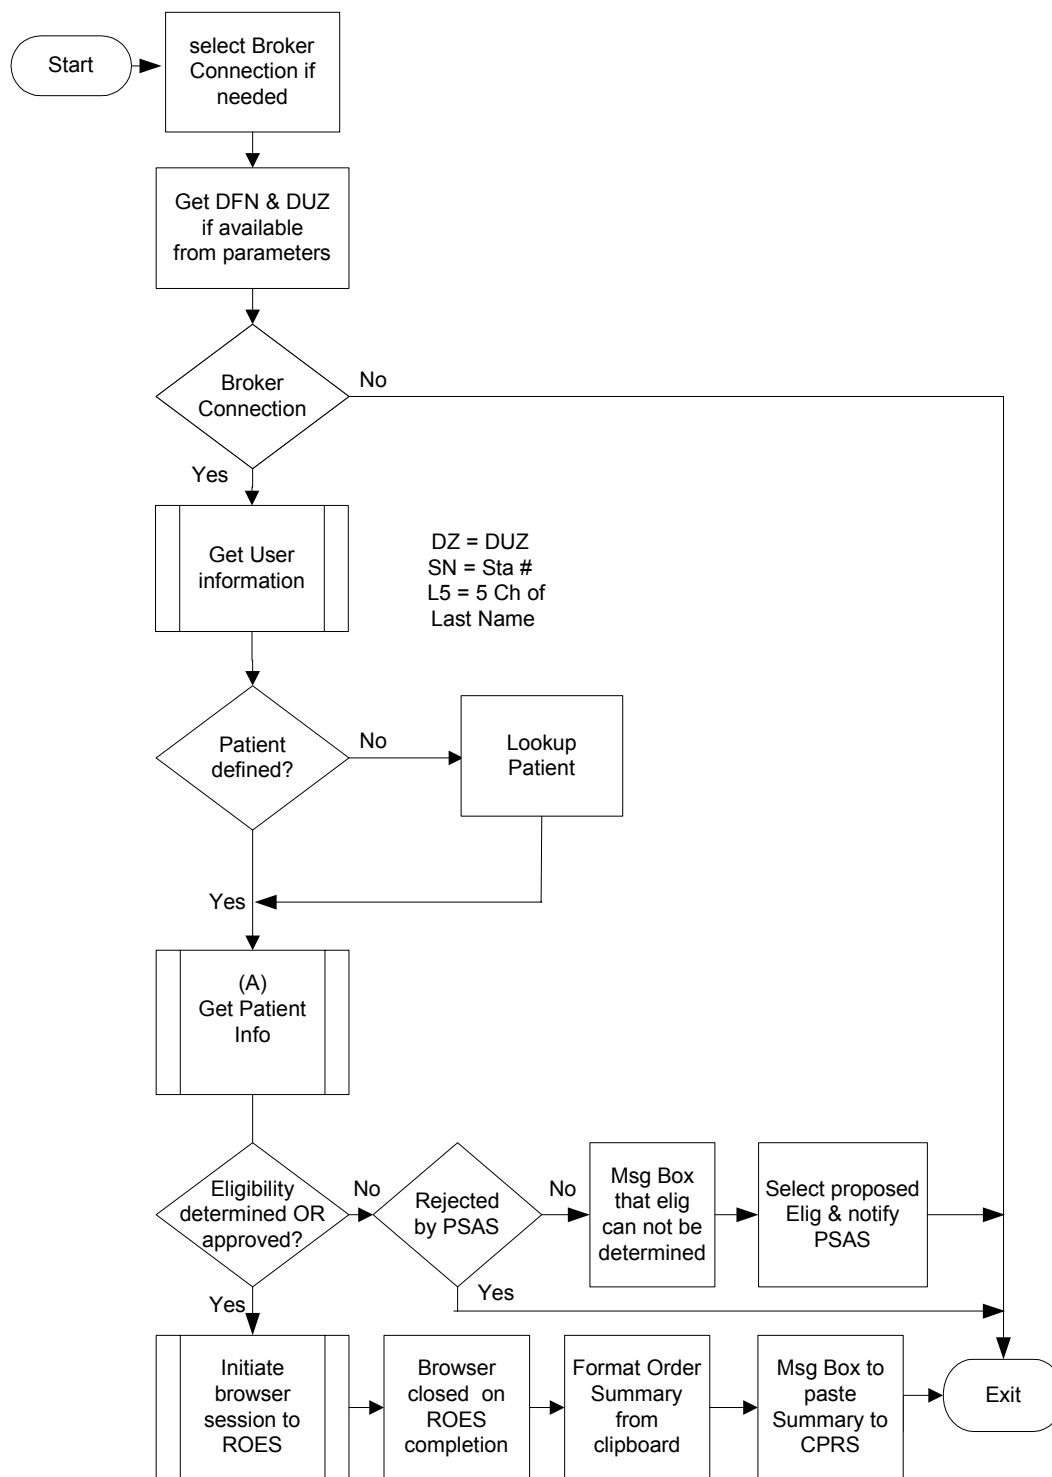 Start
select Broker
Connection if
needed
Get DFN & DUZ
if available
from parameters
Broker
Connection
No
Yes
Get User
information
DZ = DUZ
SN = Sta #
L5 = 5 Ch of
Last Name
Patient
defined?
No
Lookup
Patient
Yes
(A)
Get Patient
Info
Eligibility
determined OR
approved?
No
Rejected
by PSAS
No
Msg Box
that elig
can not be
determined
Select proposed
Elig & notify
PSAS
Yes
Yes
Initiate
browser
session to
ROES
Browser
closed on
ROES
completion
Format Order
Summary
from
clipboard
Msg Box to
paste
Summary to
CPRS
Exit